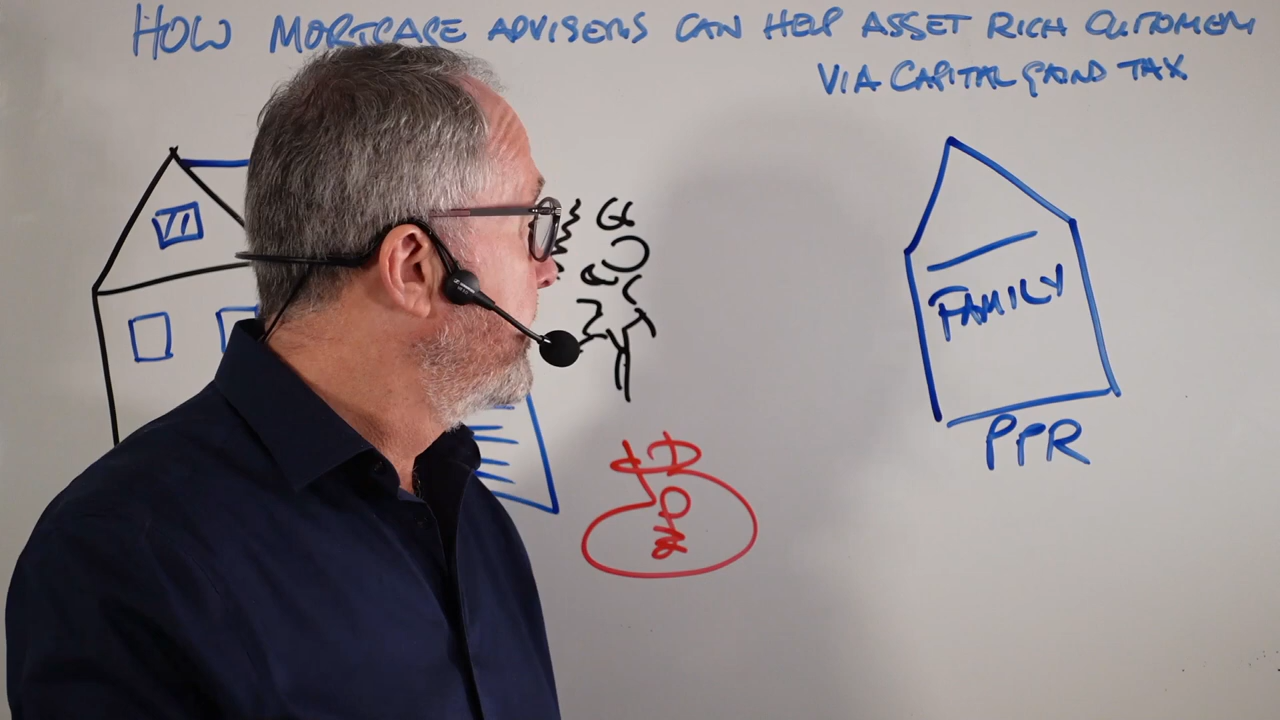 HOW MORTGAGE ADVISERS CAN HELP ASSET RICH CUSTOMERS
VIA CAPITAL GAINS TAX
FAMILY
PPR